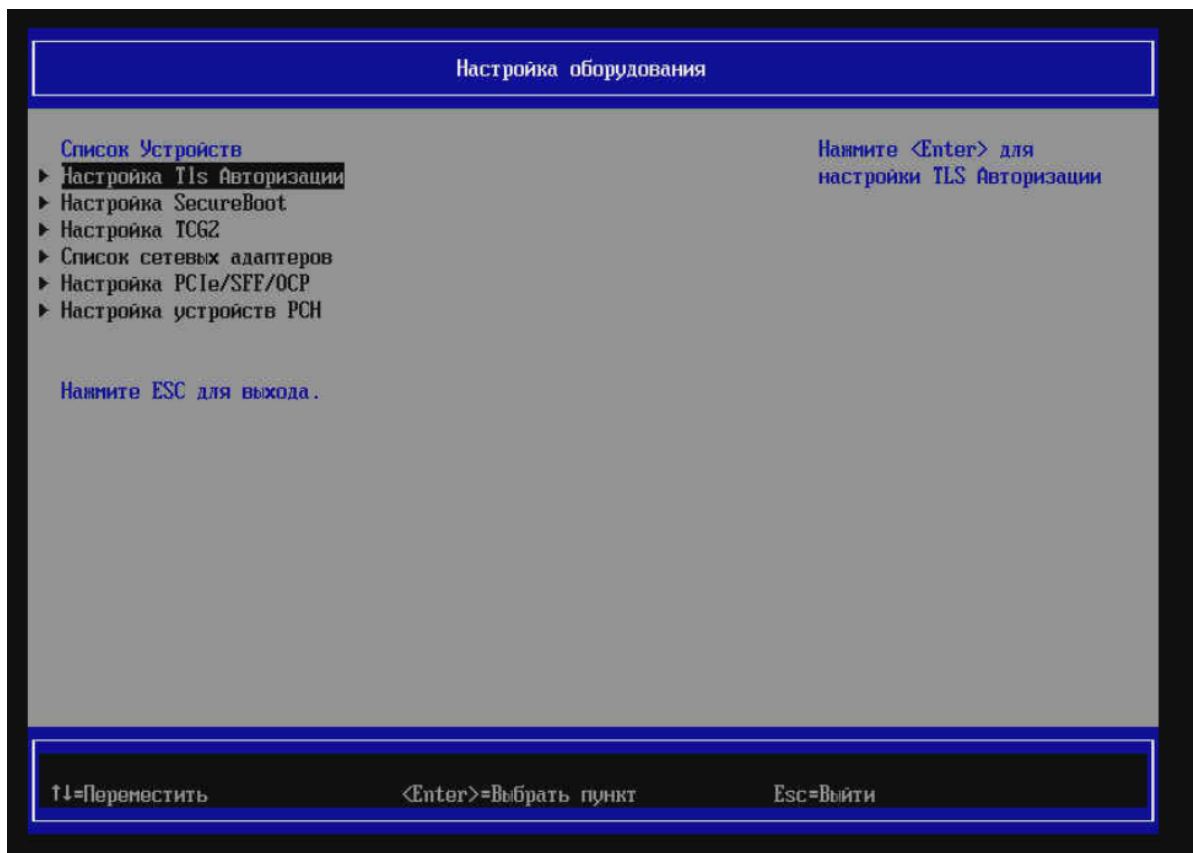 Настройка оборудования
Список Устройств
Нажмите <Enter> для
настройки TLS Авторизации
Настройка Tls Авторизации
Настройка SecureBoot
Настройка TCG2
Список сетевых адаптеров
Настройка PCIe/SFF/OCP
Настройка устройств PCH
Нажмите ESC для выхода.
↑↓=Переместить <Enter>=Выбрать пункт Esc=Выйти